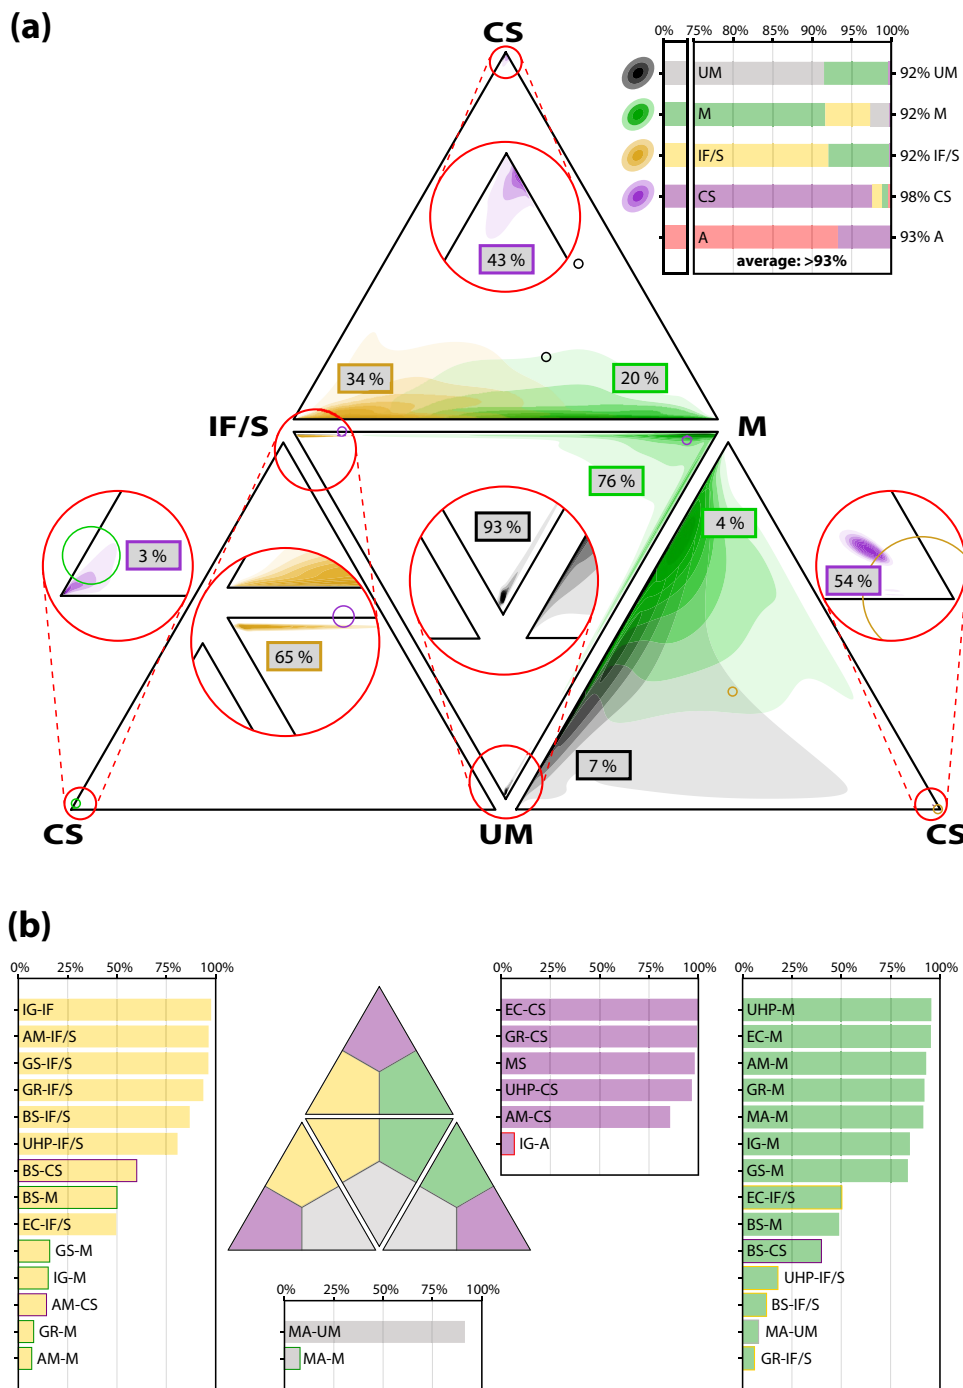 (a)
CS
0% 75% 80% 85% 90% 95% 100%
UM 92% UM
M 92% M
IF/S 92% IF/S
CS 98% CS
A 93% A
average: >93%
43 %
34 %
20 %
IF/S
M
76 %
93 %
4 %
3 %
54 %
65 %
7 %
CS
UM
CS
(b)
0% 25% 50% 75% 100%
IG-IF
AM-IF/S
GS-IF/S
GR-IF/S
BS-IF/S
UHP-IF/S
BS-CS
BS-M
EC-IF/S
GS-M
IG-M
AM-CS
GR-M
AM-M
0% 25% 50% 75% 100%
MA-UM
MA-M
0% 25% 50% 75% 100%
EC-CS
GR-CS
MS
UHP-CS
AM-CS
IG-A
0% 25% 50% 75% 100%
UHP-M
EC-M
AM-M
GR-M
MA-M
IG-M
GS-M
EC-IF/S
BS-M
BS-CS
UHP-IF/S
BS-IF/S
MA-UM
GR-IF/S